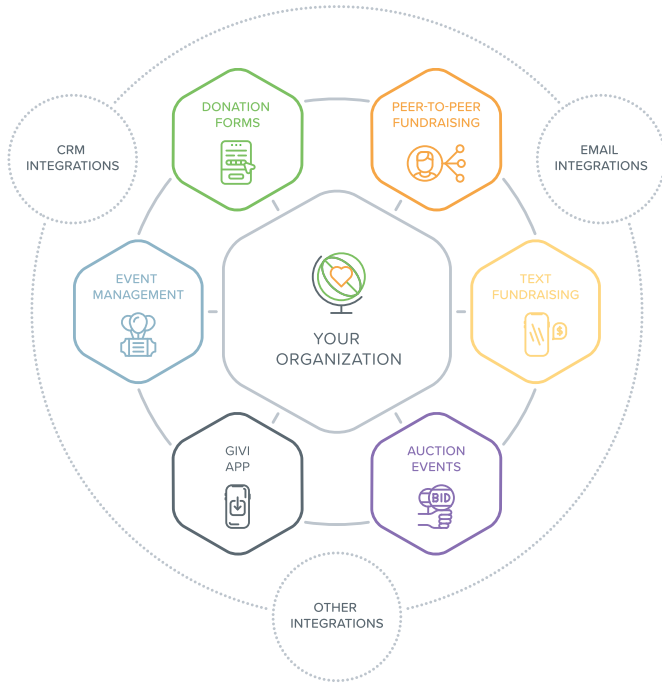 DONATION
FORMS
PEER-TO-PEER
FUNDRAISING
CRM
INTEGRATIONS
EMAIL
INTEGRATIONS
EVENT
MANAGEMENT
TEXT
FUNDRAISING
$
YOUR
ORGANIZATION
GIVI
APP
AUCTION
EVENTS
BID
OTHER
INTEGRATIONS